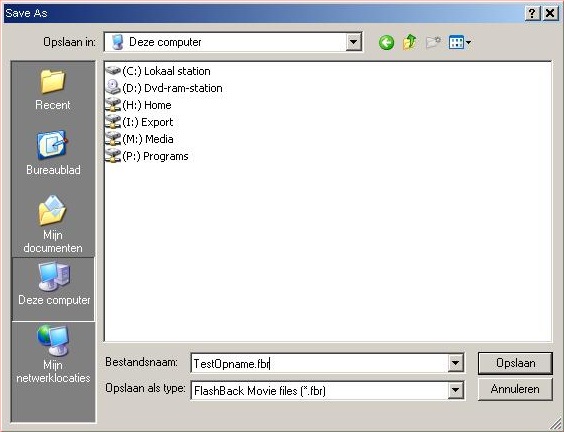 Save As
Opslaan in:
Deze computer
Recent
Bureaublad
Mijn
documenten
Deze computer
Mijn
netwerklocaties
(C:) Lokaal station
(D:) Dvd-ram-station
(H:) Home
(I:) Export
(M:) Media
(P:) Programs
Bestandsnaam:
TestOpname.fbr
Opslaan
Opslaan als type:
FlashBack Movie files (*.fbr)
Annuleren